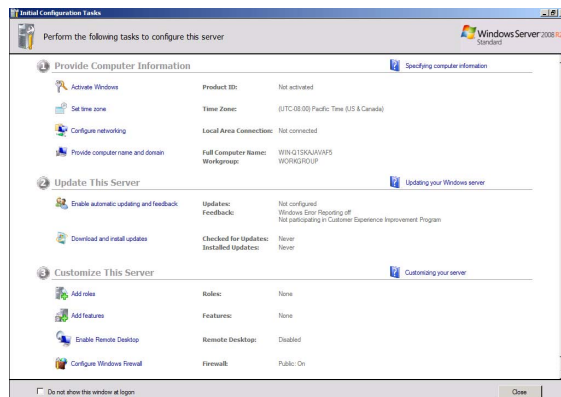 Initial Configuration Tasks
Perform the following tasks to configure this server
Windows Server 2008 R2
Standard
1 Provide Computer Information
Specifying computer information
Activate Windows Product ID: Not activated
Set time zone Time Zone: (UTC-08:00) Pacific Time (US & Canada)
Configure networking Local Area Connection: Not connected
Provide computer name and domain Full Computer Name: WIN-Q1SKAJAVAF5
Workgroup: WORKGROUP
2 Update This Server
Updating your Windows server
Enable automatic updating and feedback Updates: Not configured
Feedback: Windows Error Reporting off
Not participating in Customer Experience Improvement Program
Download and install updates Checked for Updates: Never
Installed Updates: Never
3 Customize This Server
Customizing your server
Add roles Roles: None
Add features Features: None
Enable Remote Desktop Remote Desktop: Disabled
Configure Windows Firewall Firewall: Public: On
Do not show this window at logon
Close